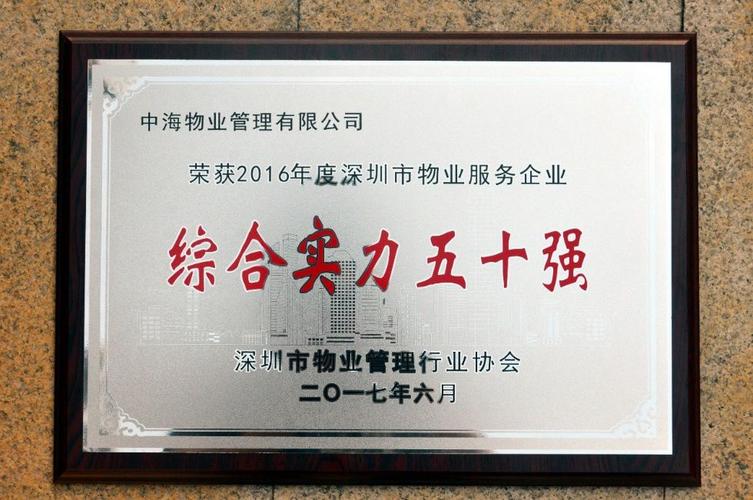 中海物业管理有限公司
荣获2016年度深圳市物业服务企业
综合实力五十强
深圳市物业管理行业协会
二〇一七年六月